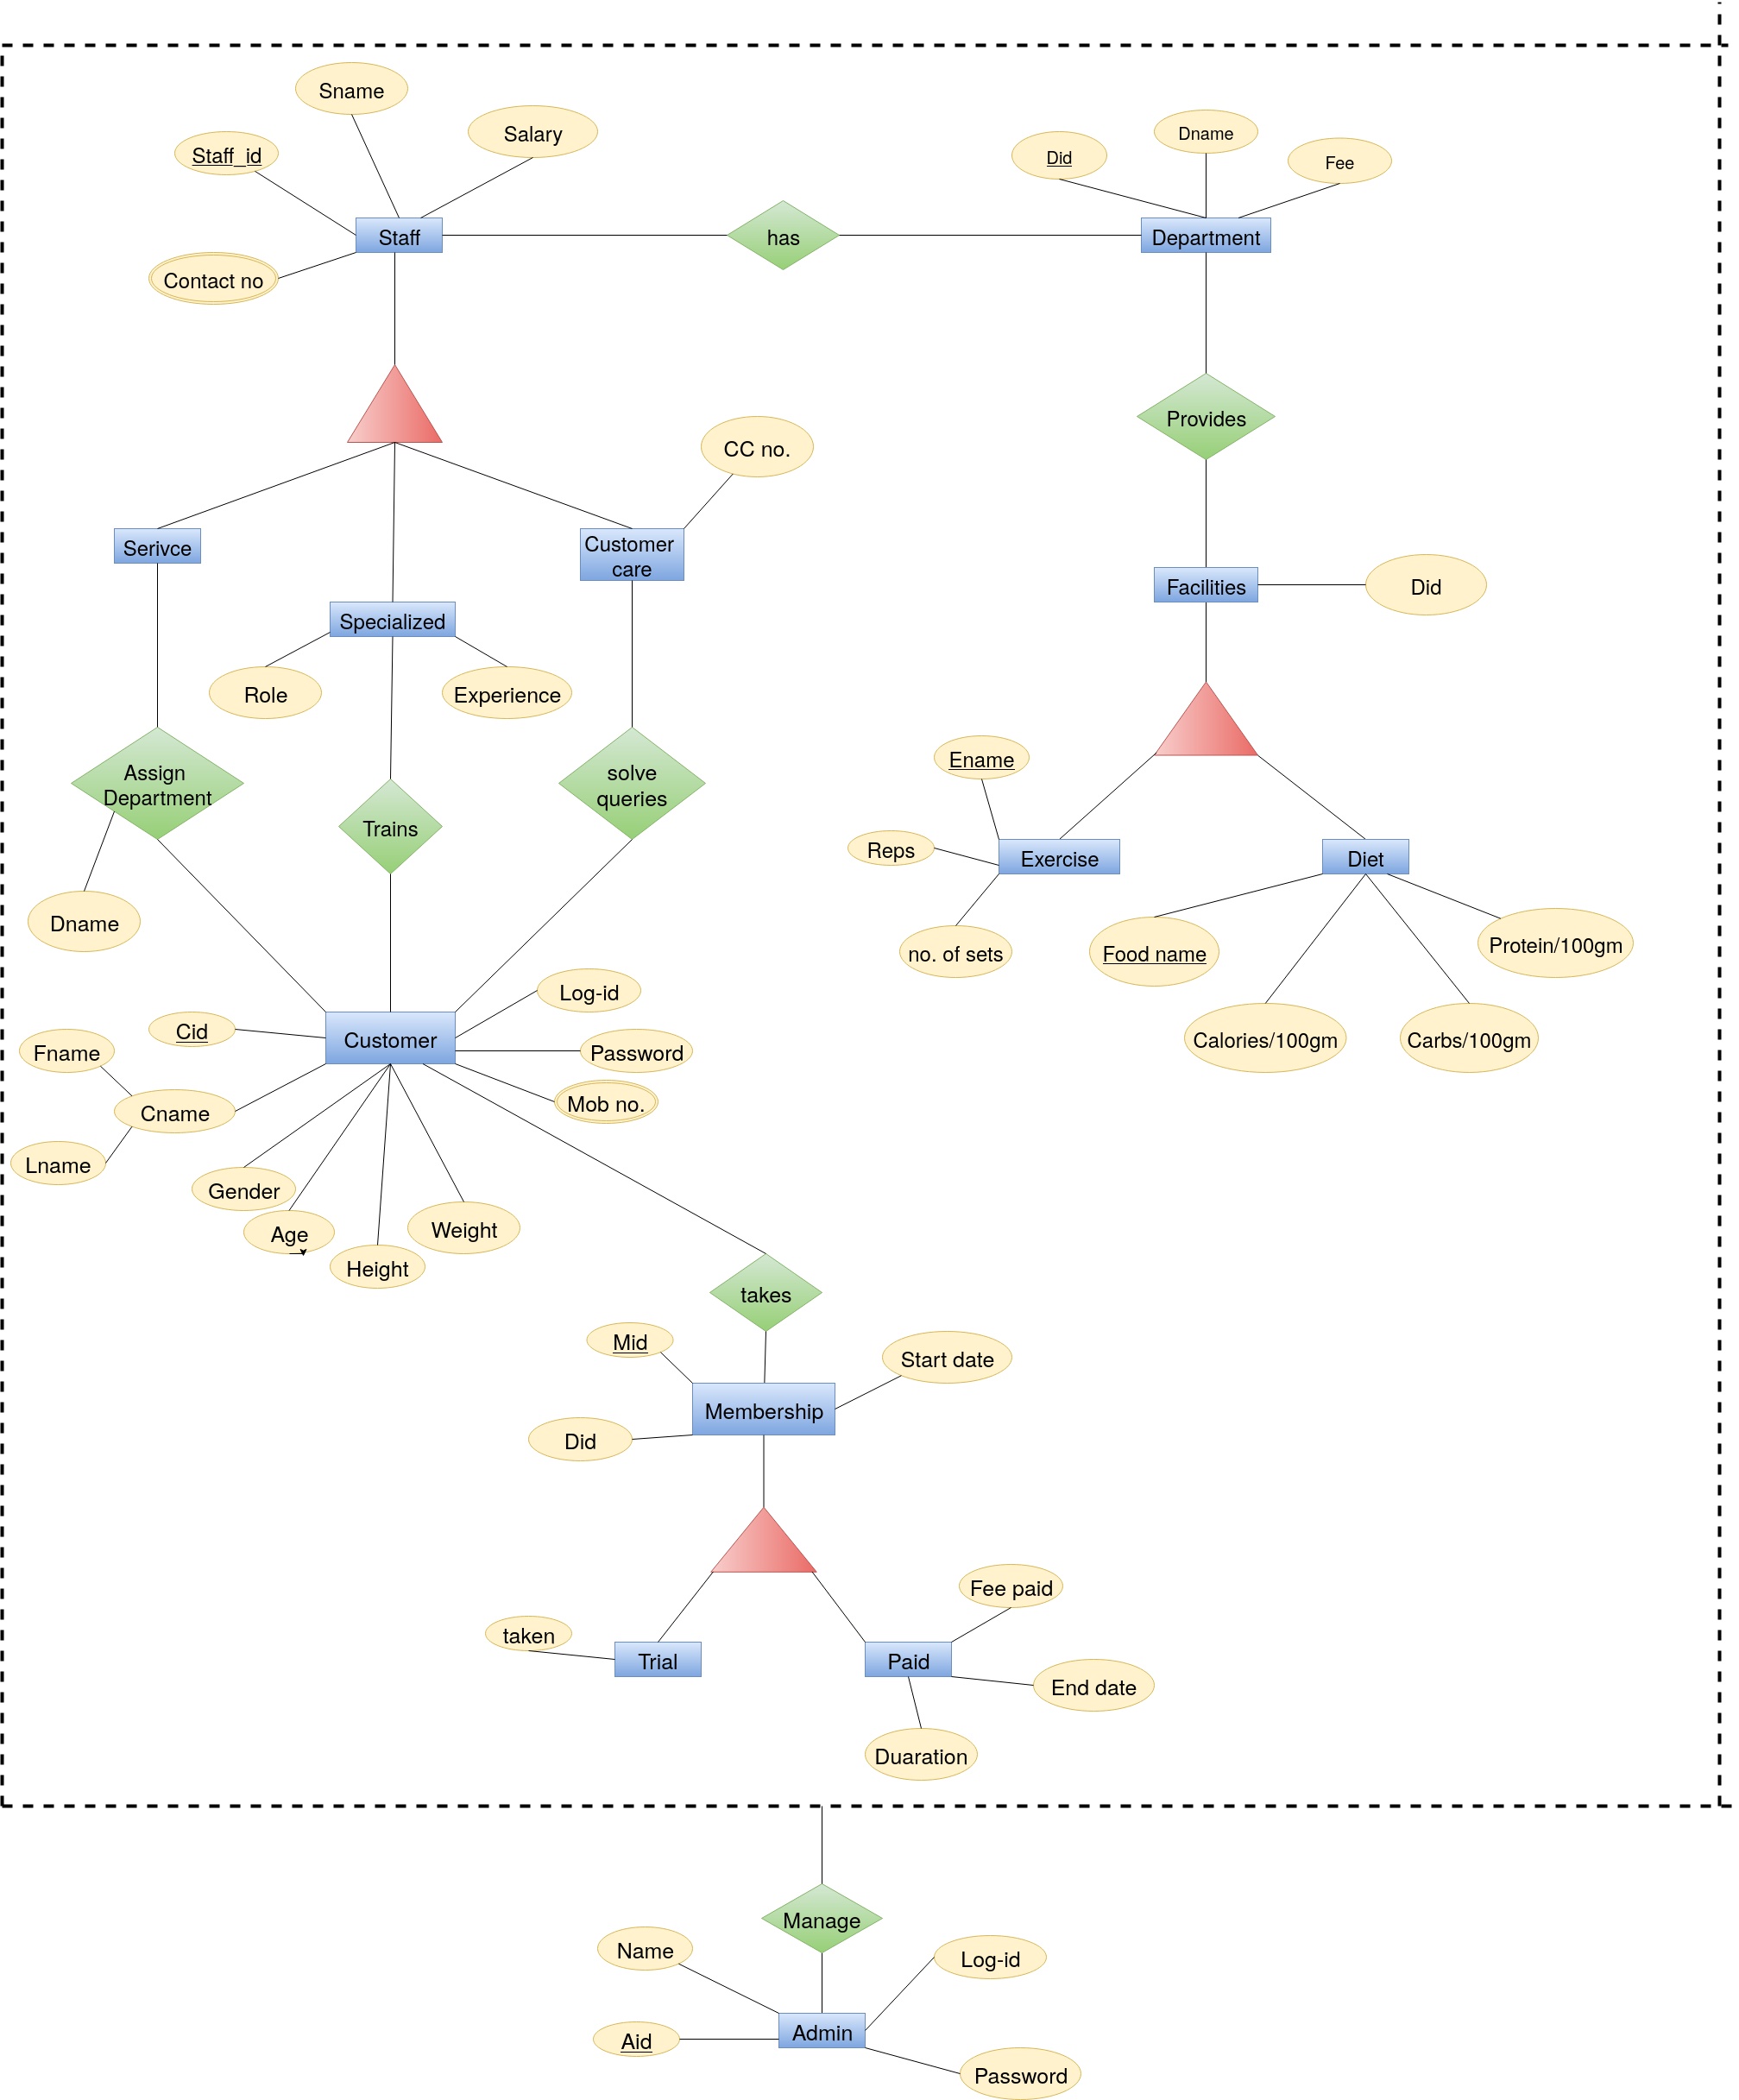 Sname
Salary
Staff_id
Staff
Contact no
has
Did
Dname
Fee
Department
Provides
CC no.
Serivce
Customer
care
Specialized
Role
Experience
Facilities
Did
Assign
Department
Trains
solve
queries
Dname
Ename
Reps
Exercise
no. of sets
Diet
Food name
Protein/100gm
Calories/100gm
Carbs/100gm
Log-id
Cid
Customer
Password
Fname
Cname
Mob no.
Lname
Gender
Age
Height
Weight
takes
Mid
Start date
Membership
Did
Fee paid
taken
Trial
Paid
End date
Duaration
Manage
Name
Log-id
Admin
Aid
Password